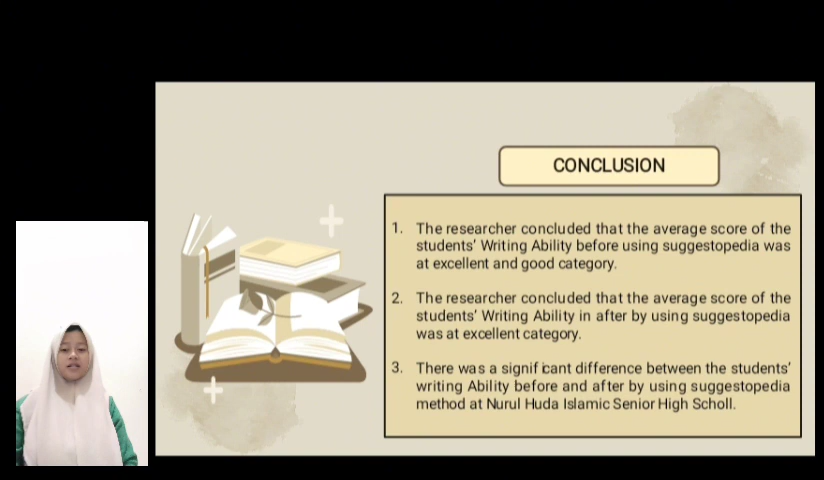 CONCLUSION
1. The researcher concluded that the average score of the
students' Writing Ability before using suggestopedia was
at excellent and good category.
2. The researcher concluded that the average score of the
students' Writing Ability in after by using suggestopedia
was at excellent category.
3. There was a significant difference between the students'
writing Ability before and after by using suggestopedia
method at Nurul Huda Islamic Senior High Scholl.